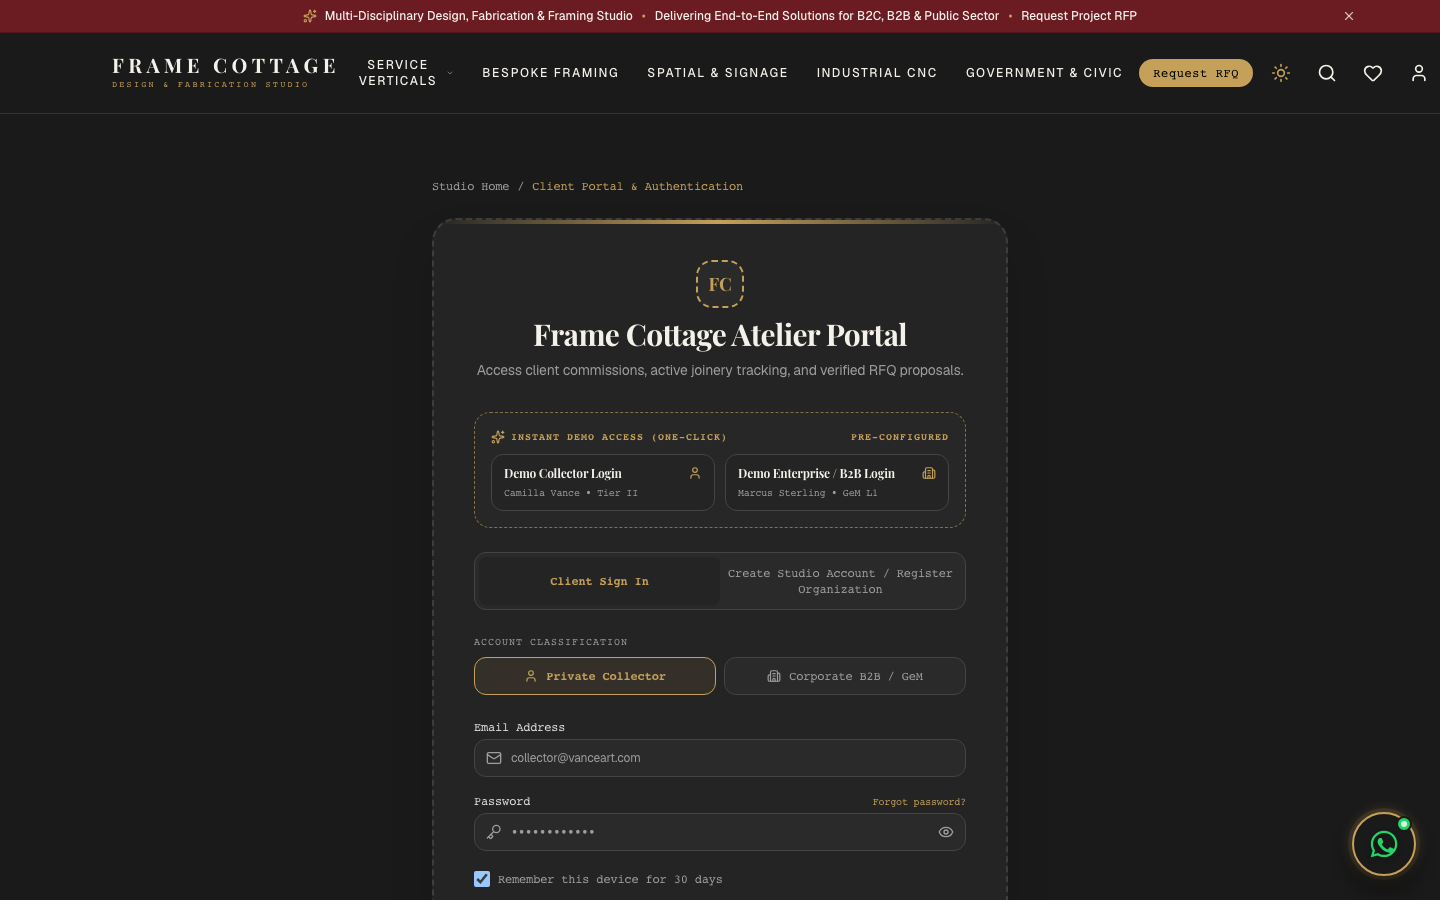 Multi-Disciplinary Design, Fabrication & Framing Studio • Delivering End-to-End Solutions for B2C, B2B & Public Sector • Request Project RFP
FRAME COTTAGE
DESIGN & FABRICATION STUDIO
SERVICE
VERTICALS
BESPOKE FRAMING
SPATIAL & SIGNAGE
INDUSTRIAL CNC
GOVERNMENT & CIVIC
Request RFQ
Studio Home / Client Portal & Authentication
FC
Frame Cottage Atelier Portal
Access client commissions, active joinery tracking, and verified RFQ proposals.
INSTANT DEMO ACCESS (ONE-CLICK)
PRE-CONFIGURED
Demo Collector Login
Camilla Vance • Tier II
Demo Enterprise / B2B Login
Marcus Sterling • GeM L1
Client Sign In
Create Studio Account / Register
Organization
ACCOUNT CLASSIFICATION
Private Collector
Corporate B2B / GeM
Email Address
collector@vanceart.com
Password
Forgot password?
••••••••••••
Remember this device for 30 days